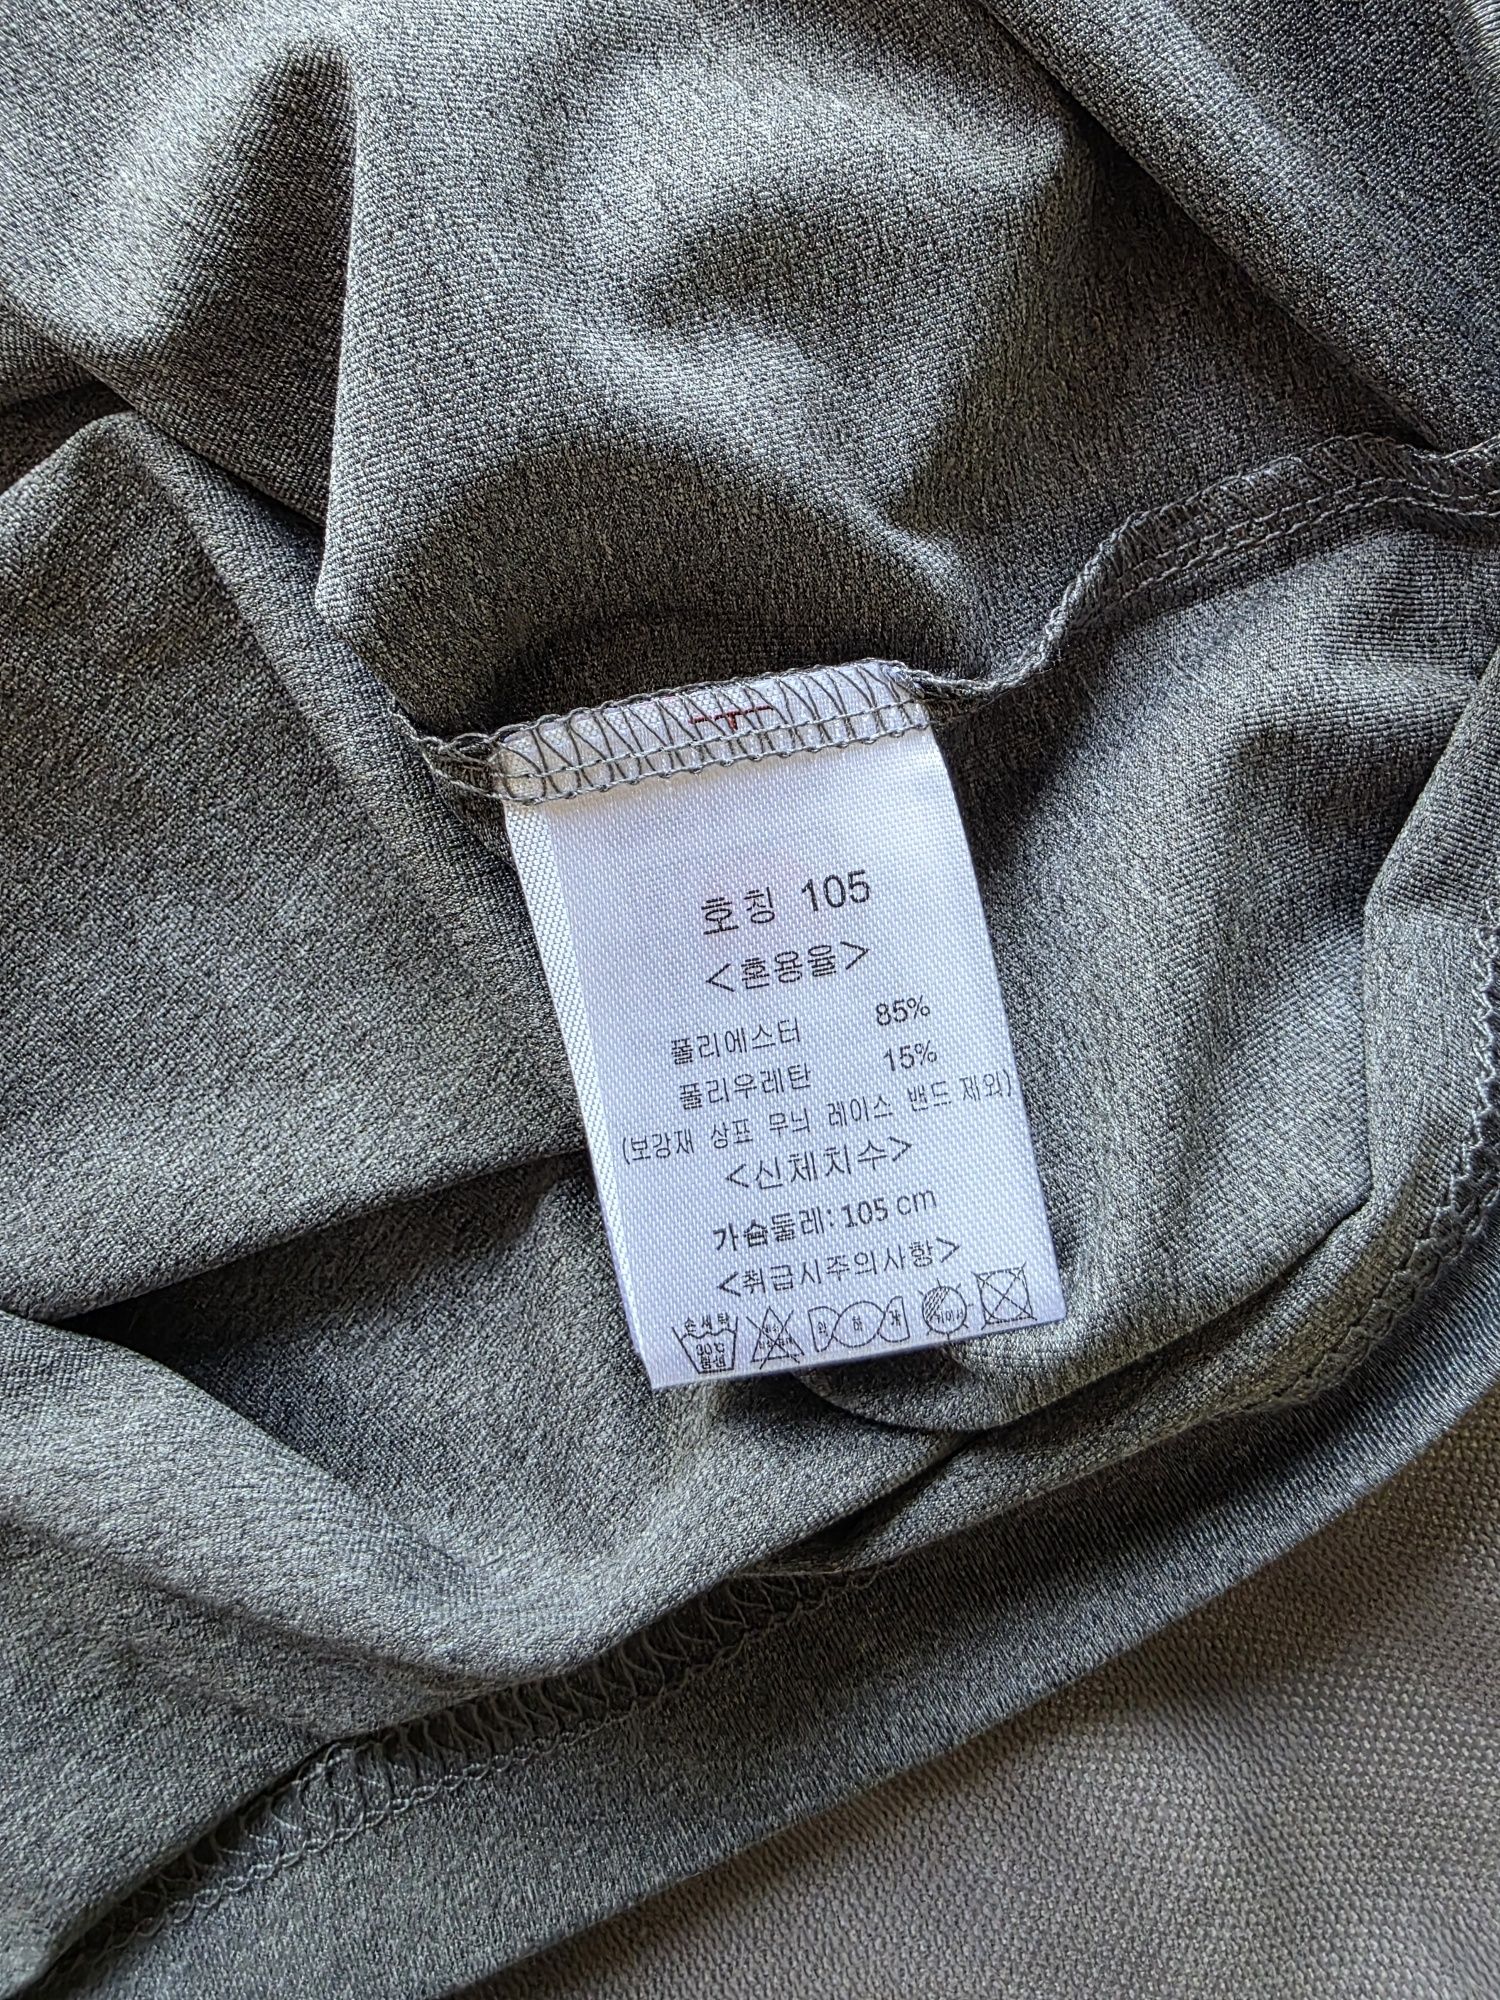 호칭 105
<혼용율>
폴리에스터 85%
폴리우레탄 15%
(보강재 상표 무늬 레이스 밴드 제외)
<신체치수>
가슴둘레: 105 cm
<취급시주의사항>
손세탁
30℃